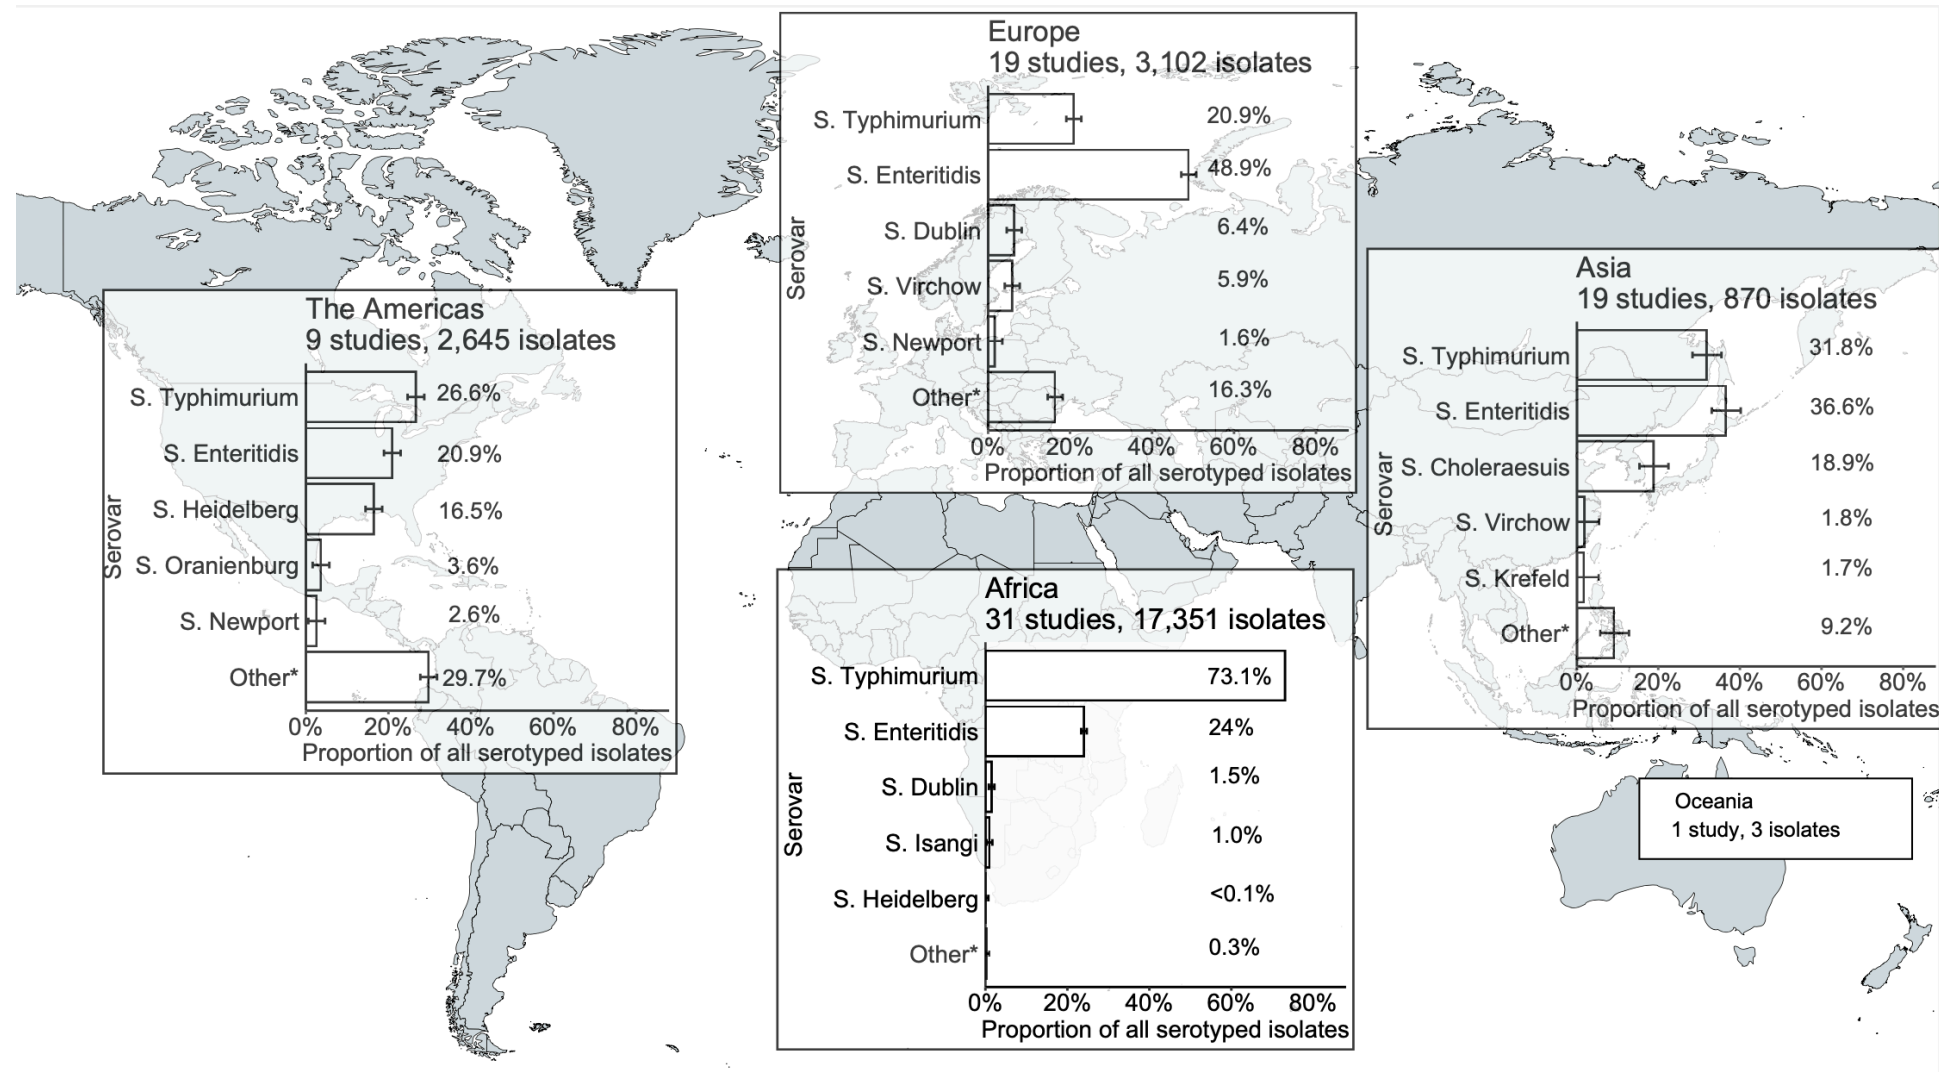 Europe
19 studies, 3,102 isolates
Serovar
S. Typhimurium 20.9%
S. Enteritidis 48.9%
S. Dublin 6.4%
S. Virchow 5.9%
S. Newport 1.6%
Other* 16.3%
0% 20% 40% 60% 80%
Proportion of all serotyped isolates
The Americas
9 studies, 2,645 isolates
Serovar
S. Typhimurium 26.6%
S. Enteritidis 20.9%
S. Heidelberg 16.5%
S. Oranienburg 3.6%
S. Newport 2.6%
Other* 29.7%
0% 20% 40% 60% 80%
Proportion of all serotyped isolates
Asia
19 studies, 870 isolates
Serovar
S. Typhimurium 31.8%
S. Enteritidis 36.6%
S. Choleraesuis 18.9%
S. Virchow 1.8%
S. Krefeld 1.7%
Other* 9.2%
0% 20% 40% 60% 80%
Proportion of all serotyped isolates
Africa
31 studies, 17,351 isolates
Serovar
S. Typhimurium 73.1%
S. Enteritidis 24%
S. Dublin 1.5%
S. Isangi 1.0%
S. Heidelberg <0.1%
Other* 0.3%
0% 20% 40% 60% 80%
Proportion of all serotyped isolates
Oceania
1 study, 3 isolates